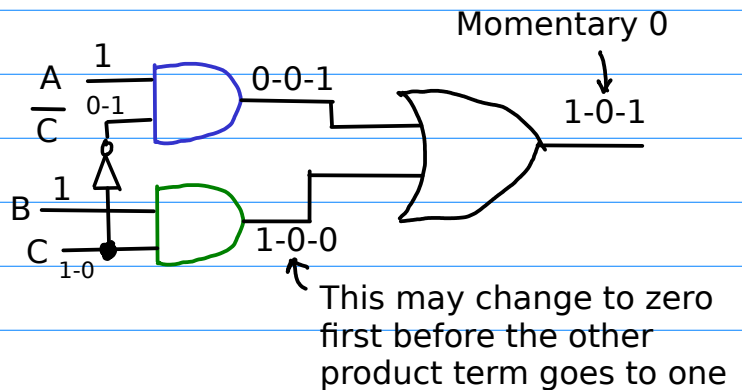 Momentary 0
1
A
0-0-1
1-0-1
0-1
C
1
B
C
1-0
1-0-0
This may change to zero
first before the other
product term goes to one